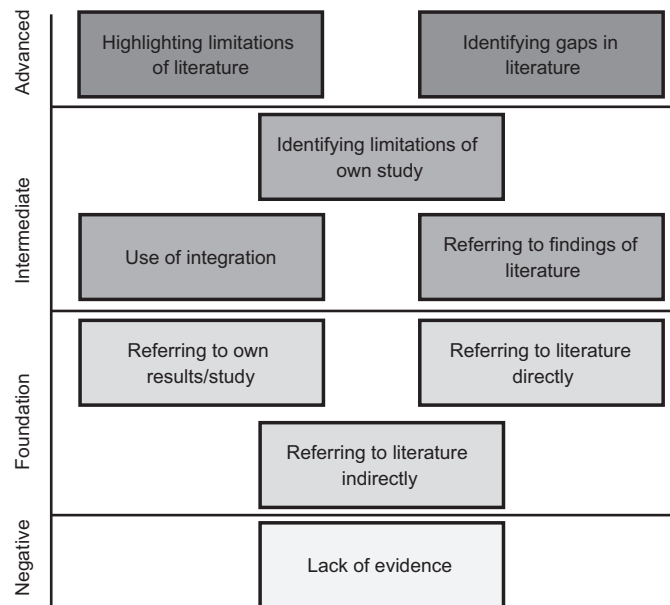 Advanced
Highlighting limitations
of literature
Identifying gaps in
literature
Intermediate
Identifying limitations of
own study
Use of integration
Referring to findings of
literature
Foundation
Referring to own
results/study
Referring to literature
directly
Referring to literature
indirectly
Negative
Lack of evidence